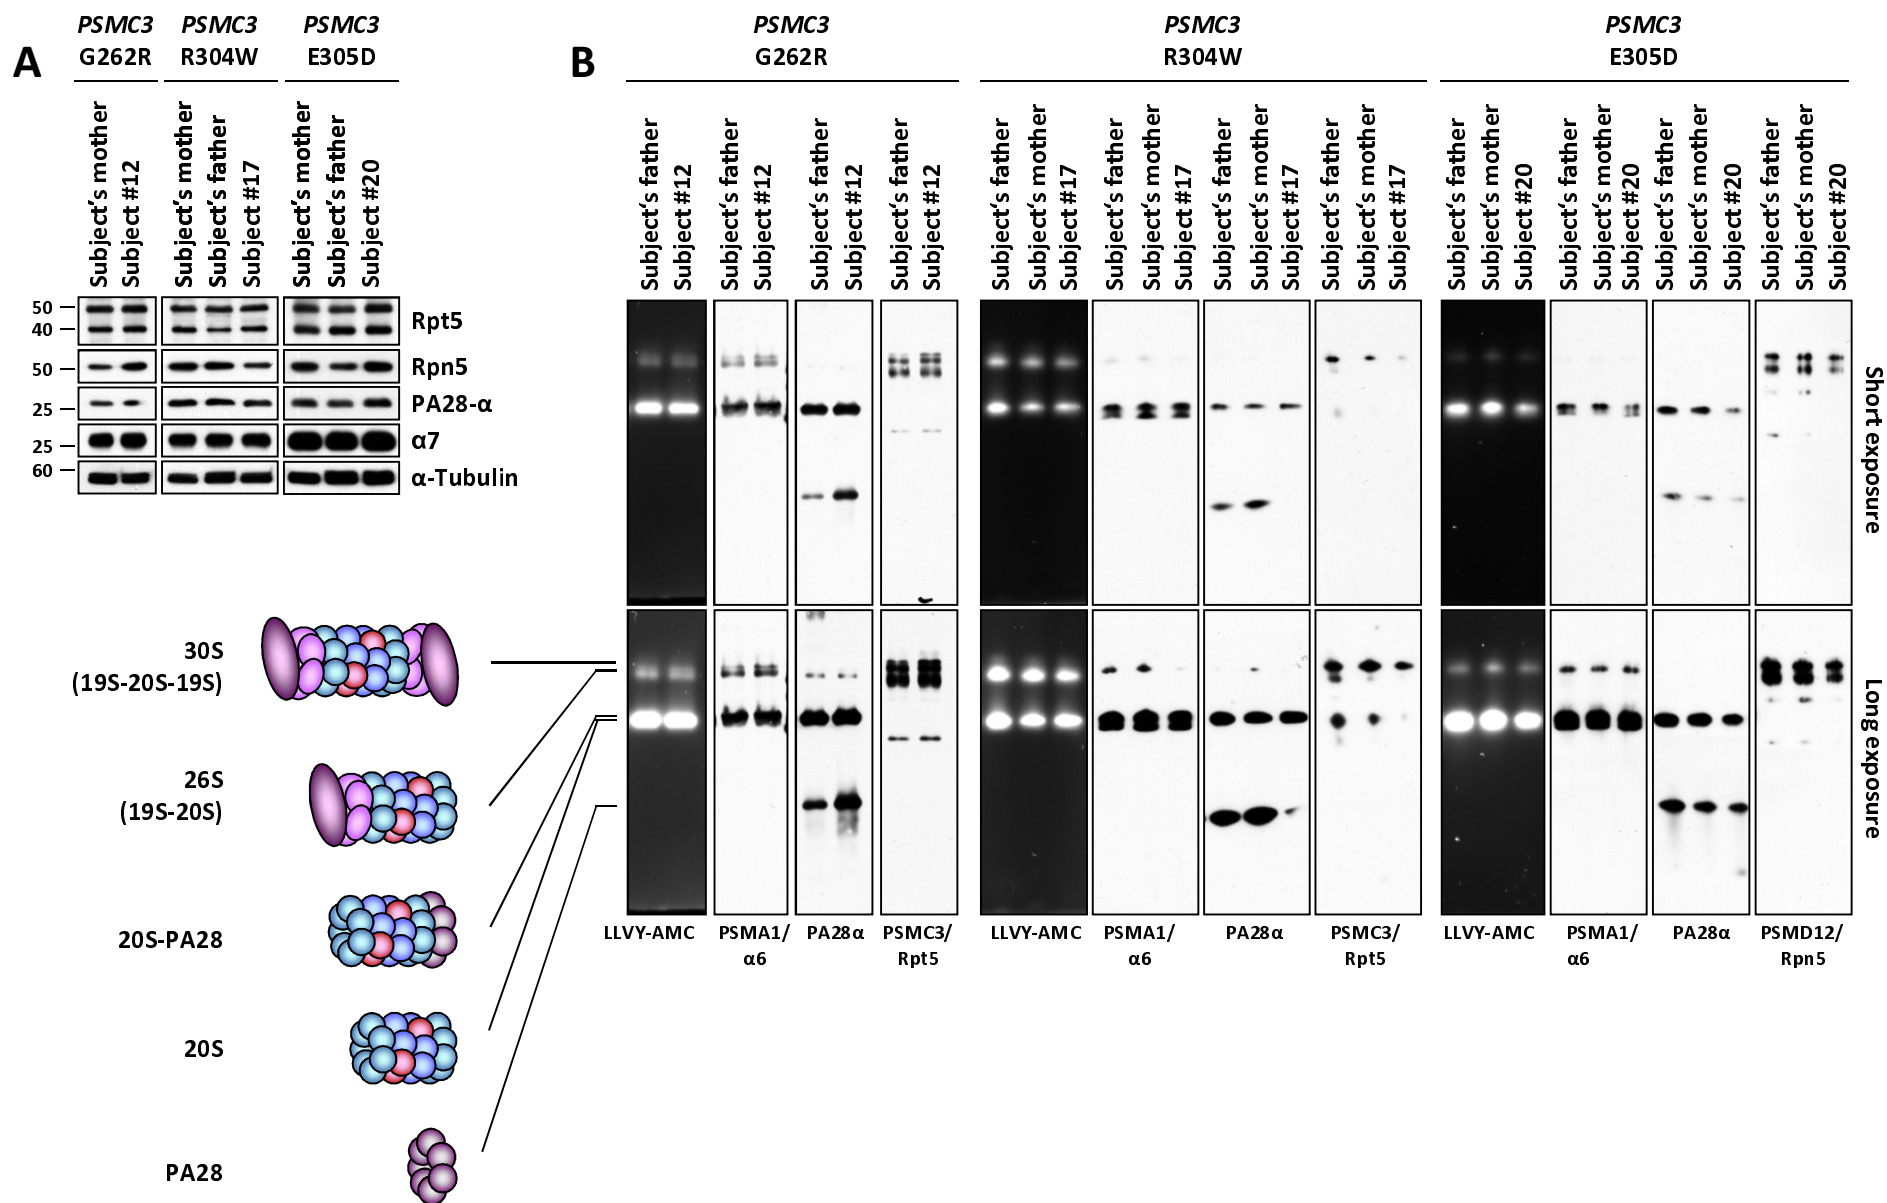 A
PSMC3
G262R
PSMC3
R304W
PSMC3
E305D
Subject's mother
Subject #12
Subject's mother
Subject's father
Subject #17
Subject's mother
Subject's father
Subject #20
50
40
Rpt5
50
Rpn5
25
PA28-α
25
α7
60
α-Tubulin
30S
(19S-20S-19S)
26S
(19S-20S)
20S-PA28
20S
PA28
B
PSMC3
G262R
PSMC3
R304W
PSMC3
E305D
Subject‘s father
Subject #12
Subject‘s father
Subject #12
Subject‘s father
Subject #12
Subject‘s father
Subject #12
Subject‘s father
Subject‘s mother
Subject #17
Subject‘s father
Subject‘s mother
Subject #17
Subject‘s father
Subject‘s mother
Subject #17
Subject‘s father
Subject‘s mother
Subject #17
Subject‘s father
Subject‘s mother
Subject #20
Subject‘s father
Subject‘s mother
Subject #20
Subject‘s father
Subject‘s mother
Subject #20
Subject‘s father
Subject‘s mother
Subject #20
Short exposure
Long exposure
LLVY-AMC
PSMA1/
α6
PA28α
PSMC3/
Rpt5
LLVY-AMC
PSMA1/
α6
PA28α
PSMC3/
Rpt5
LLVY-AMC
PSMA1/
α6
PA28α
PSMD12/
Rpn5